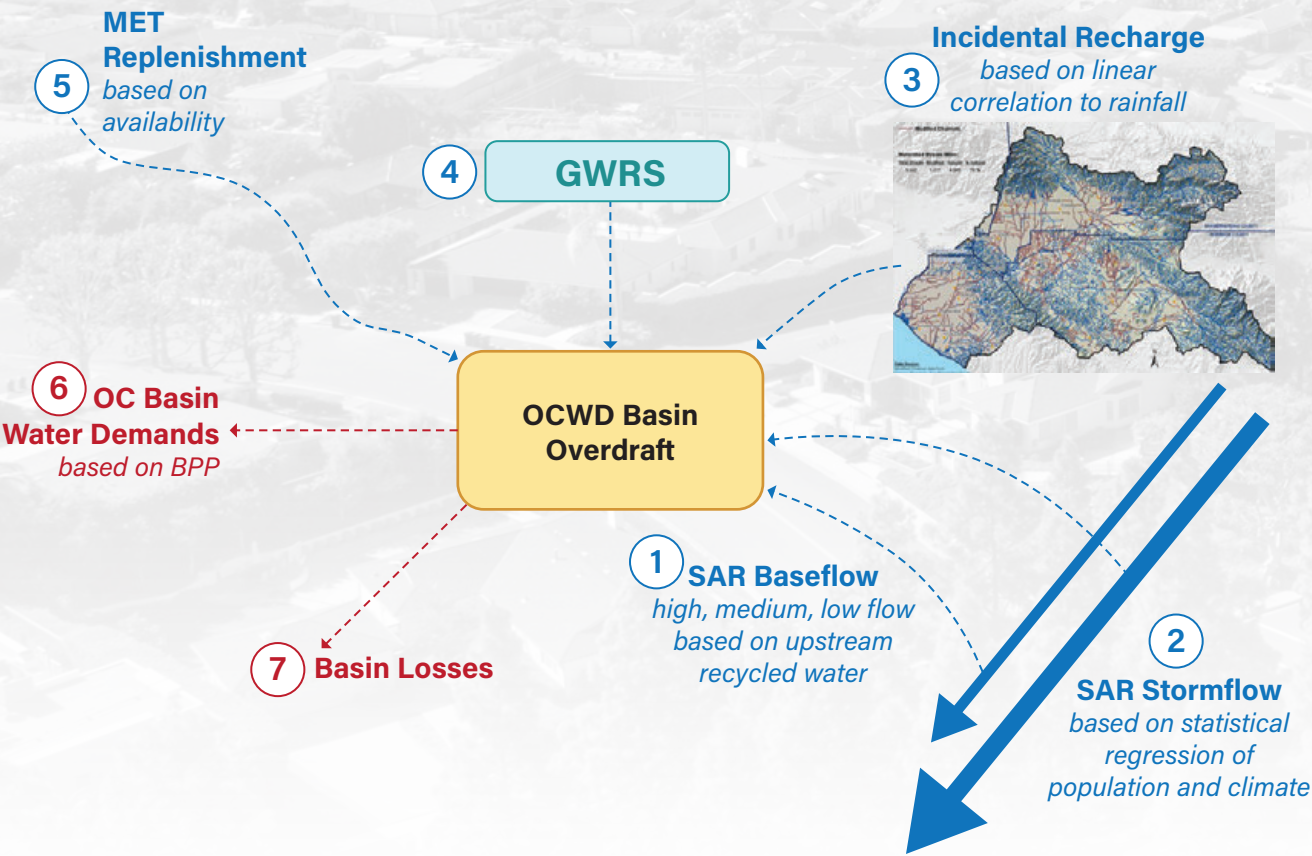 MET
Replenishment
5
based on
availability
Incidental Recharge
3
based on linear
correlation to rainfall
4
GWRS
6
OC Basin
Water Demands
based on BPP
OCWD Basin
Overdraft
1
SAR Baseflow
high, medium, low flow
based on upstream
recycled water
2
SAR Stormflow
based on statistical
regression of
population and climate
7
Basin Losses